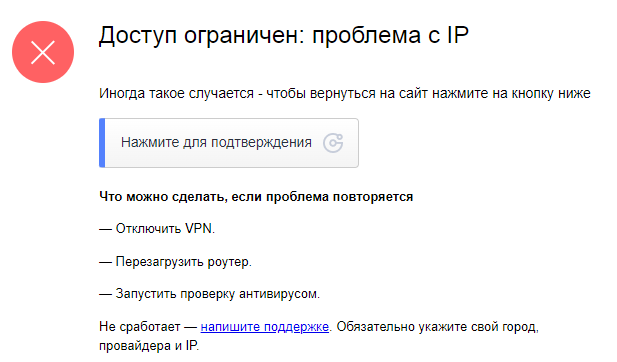 Доступ ограничен: проблема с IP
Иногда такое случается - чтобы вернуться на сайт нажмите на кнопку ниже
Нажмите для подтверждения
Что можно сделать, если проблема повторяется
— Отключить VPN.
— Перезагрузить роутер.
— Запустить проверку антивирусом.
Не сработает — напишите поддержке. Обязательно укажите свой город,
провайдера и IP.